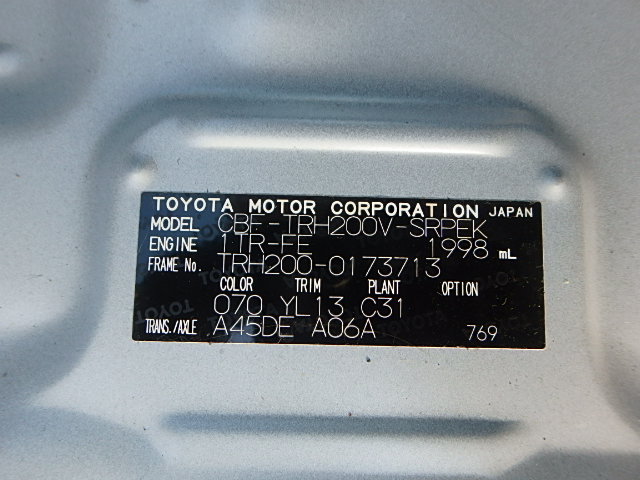 TOYOTA MOTOR CORPORATION JAPAN
MODEL CBF-TRH200V-SRPEK
ENGINE 1TR-FE 1998 mL
FRAME No. TRH200-0173713
COLOR TRIM PLANT OPTION
070 YL13 C31
TRANS./AXLE A45DE A06A 769